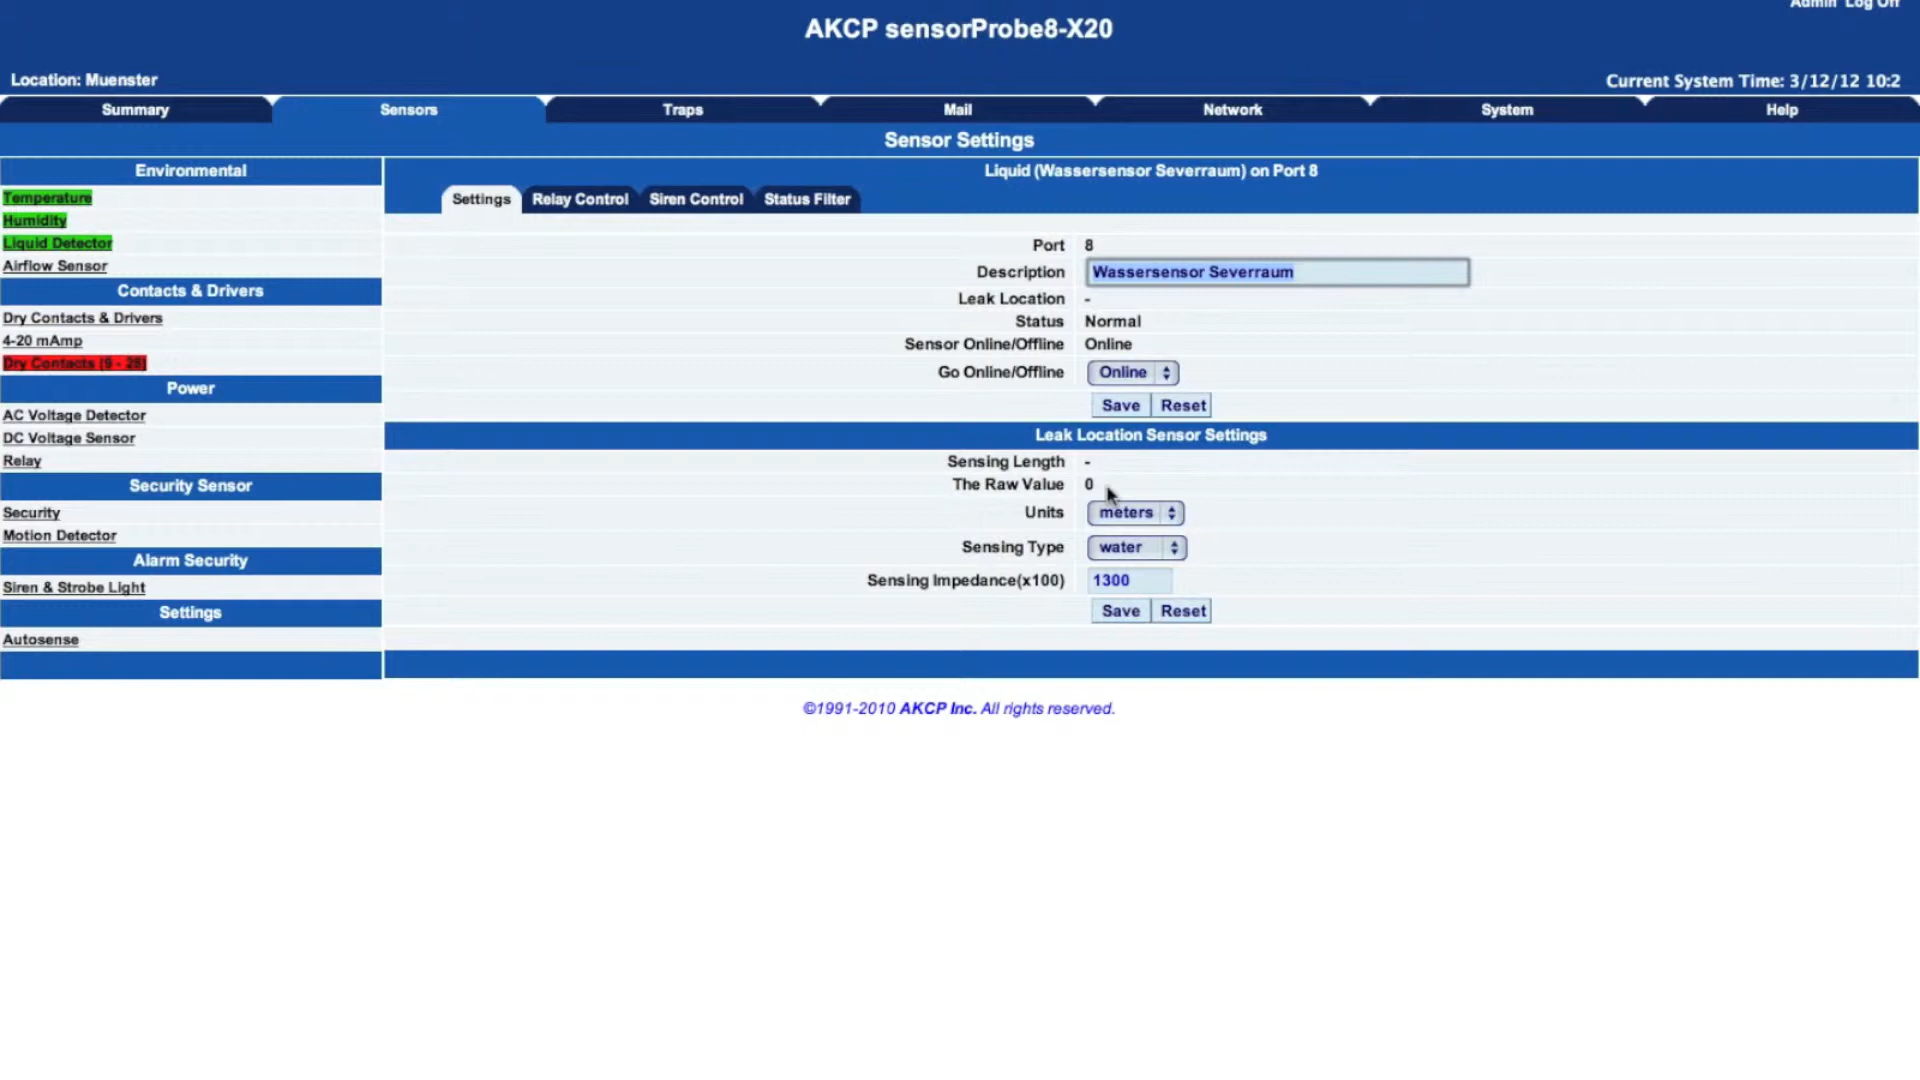 Admin Log Off
AKCP sensorProbe8-X20
Location: Muenster
Current System Time: 3/12/12 10:2
Summary
Sensors
Traps
Mail
Network
System
Help
Sensor Settings
Environmental
Temperature
Humidity
Liquid Detector
Airflow Sensor
Contacts & Drivers
Dry Contacts & Drivers
4-20 mAmp
Dry Contacts (9 - 28)
Power
AC Voltage Detector
DC Voltage Sensor
Relay
Security Sensor
Security
Motion Detector
Alarm Security
Siren & Strobe Light
Settings
Autosense
Liquid (Wassersensor Severraum) on Port 8
Settings
Relay Control
Siren Control
Status Filter
Port 8
Description Wassersensor Severraum
Leak Location -
Status Normal
Sensor Online/Offline Online
Go Online/Offline Online
Save Reset
Leak Location Sensor Settings
Sensing Length -
The Raw Value 0
Units meters
Sensing Type water
Sensing Impedance(x100) 1300
Save Reset
©1991-2010 AKCP Inc. All rights reserved.